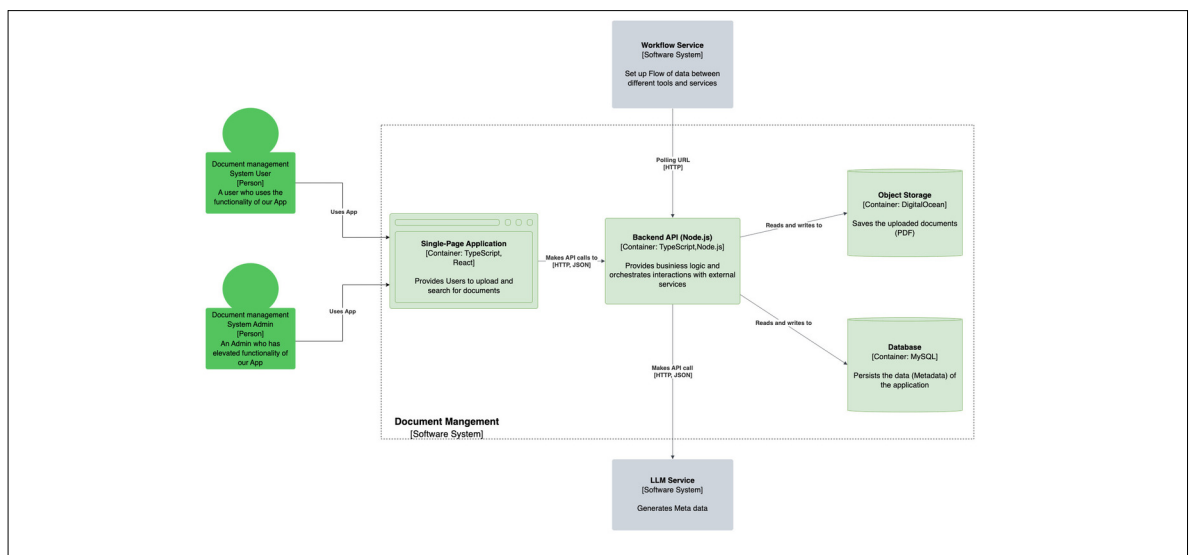 Workflow Service
[Software System]
Set up Flow of data between
different tools and services
Document management
System User
[Person]
A user who uses the
functionality of our App
Uses App
Polling URL
[HTTP]
Single-Page Application
[Container: TypeScript,
React]
Provides Users to upload and
search for documents
Makes API calls to
[HTTP, JSON]
Backend API (Node.js)
[Container: TypeScript,Node.js]
Provides busniess logic and
orchestrates interactions with external
services
Reads and writes to
Object Storage
[Container: DigitalOcean]
Saves the uploaded documents
(PDF)
Document management
System Admin
[Person]
An Admin who has
elevated functionality of
our App
Uses App
Reads and writes to
Database
[Container: MySQL]
Persists the data (Metadata) of
the application
Makes API call
[HTTP, JSON]
Document Mangement
[Software System]
LLM Service
[Software System]
Generates Meta data